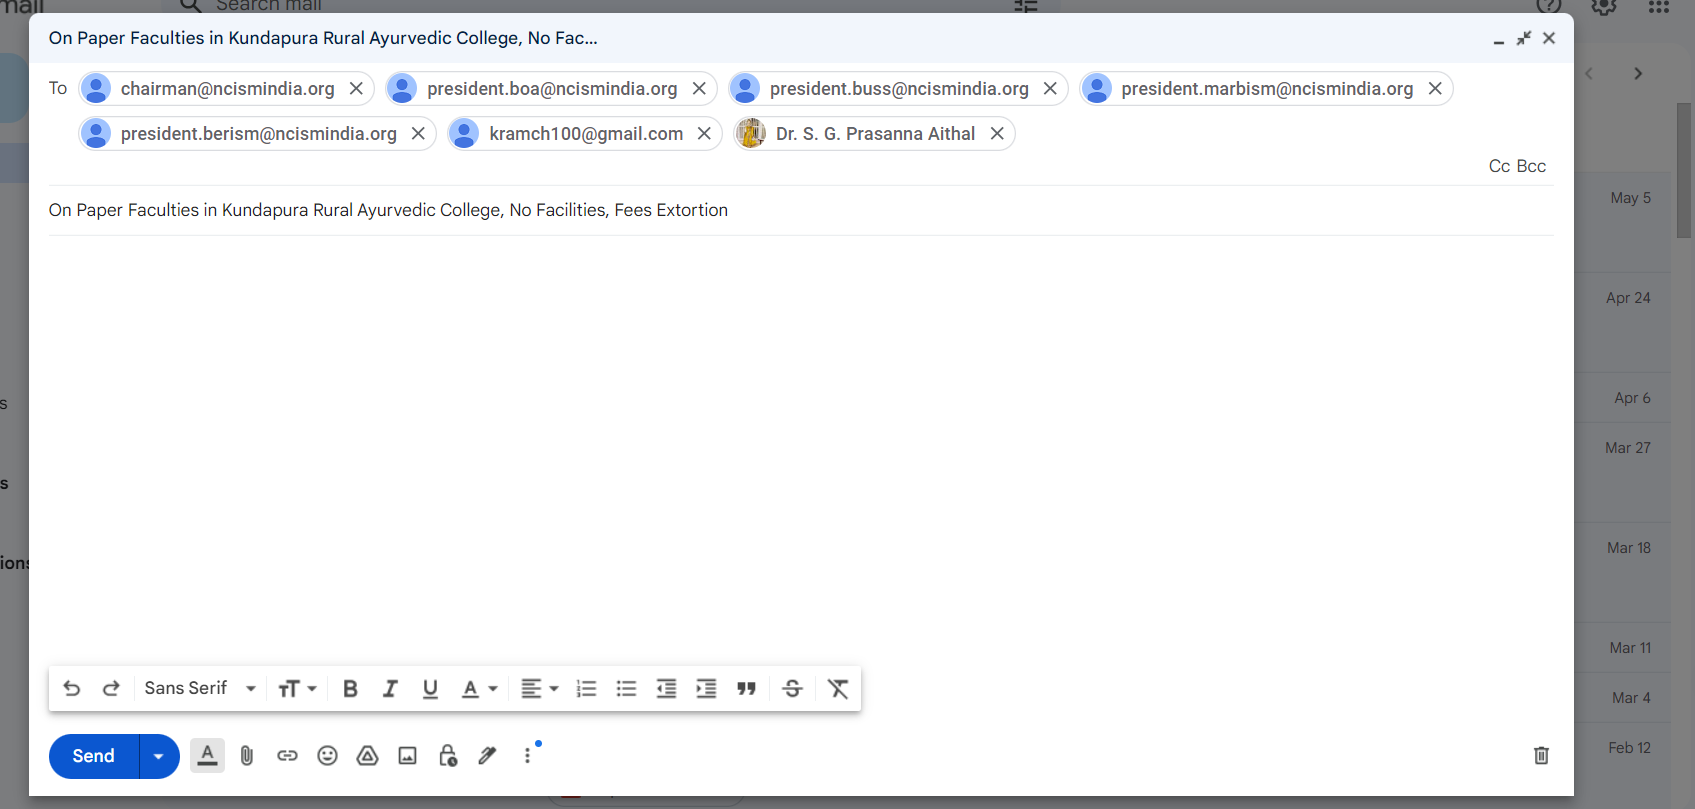 mail
Search mail
On Paper Faculties in Kundapura Rural Ayurvedic College, No Fac...
To chairman@ncismindia.org president.boa@ncismindia.org president.buss@ncismindia.org president.marbism@ncismindia.org
president.berism@ncismindia.org kramch100@gmail.com Dr. S. G. Prasanna Aithal
Cc Bcc
On Paper Faculties in Kundapura Rural Ayurvedic College, No Facilities, Fees Extortion
May 5
Apr 24
Apr 6
s
Mar 27
s
Mar 18
ions
Mar 11
Sans Serif
Mar 4
Send
Feb 12